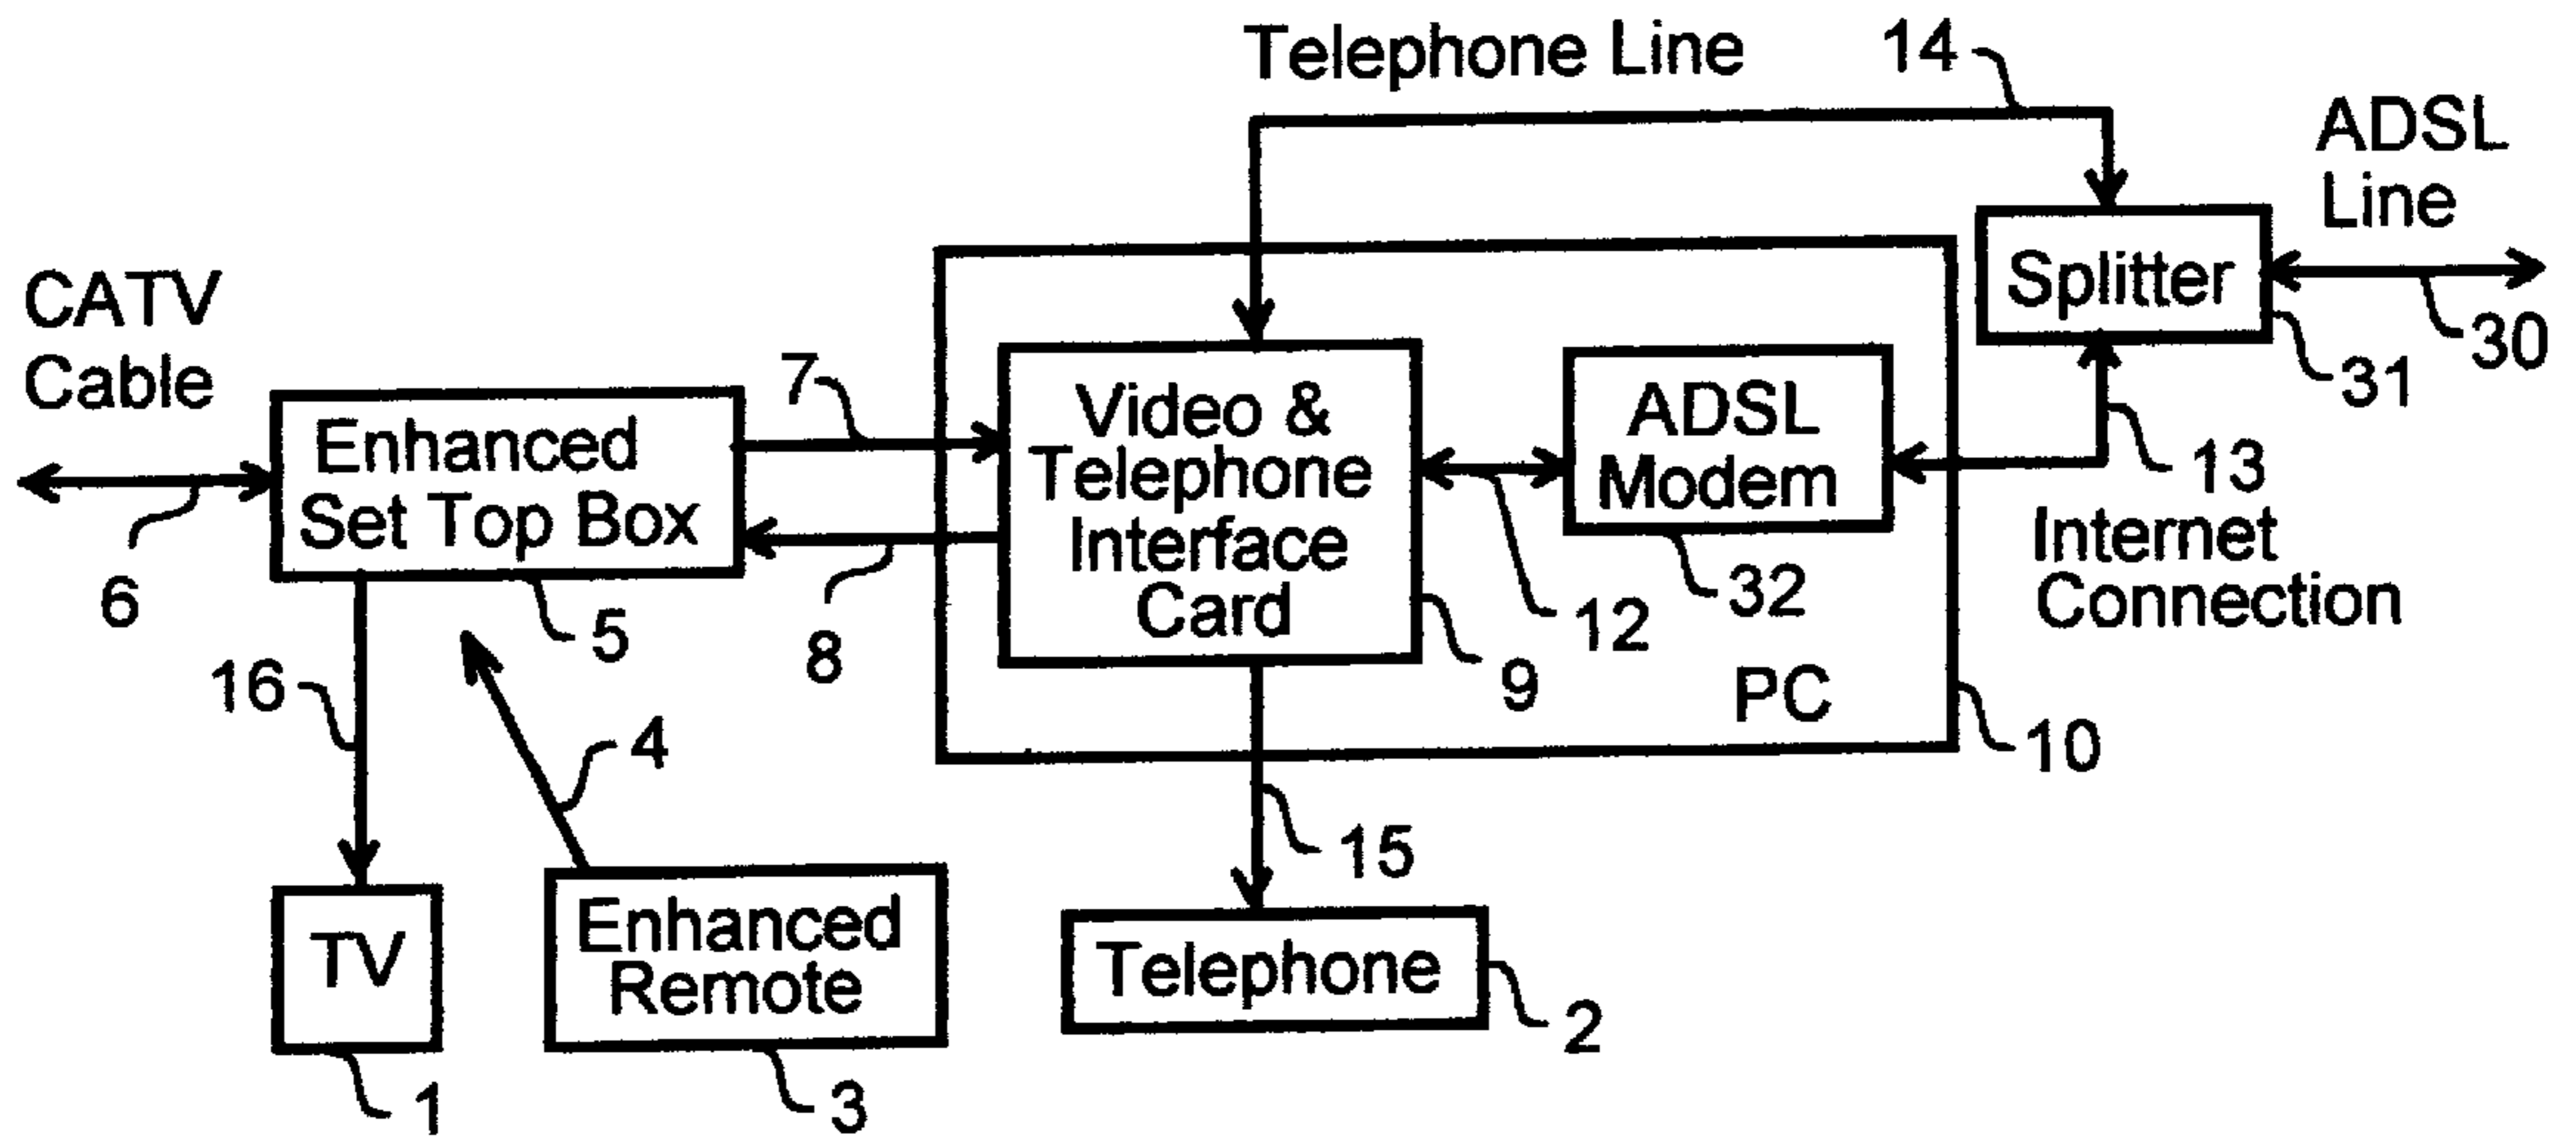 Telephone Line
14
ADSL
Line
CATV
Cable
Splitter
30
31
7
Enhanced
Set Top Box
Video &
Telephone
Interface
Card
ADSL
Modem
13
Internet
Connection
6
5
8
12
32
9
PC
10
16
4
15
TV
Enhanced
Remote
Telephone
2
1
3